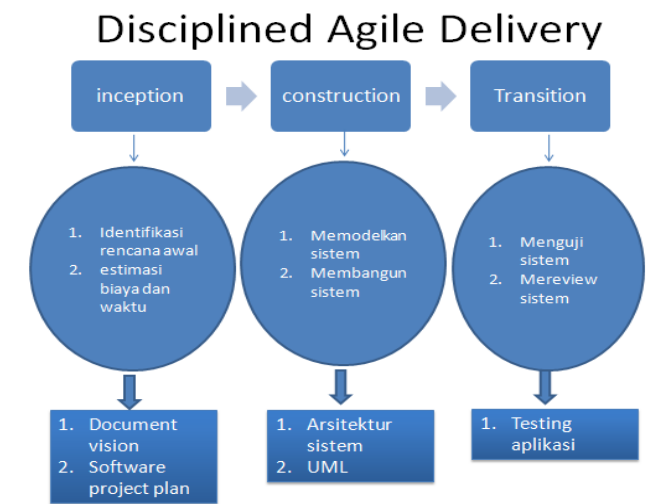 Disciplined Agile Delivery
inception
construction
Transition
1. Identifikasi
rencana awal
2. estimasi
biaya dan
waktu
1. Memodelkan
sistem
2. Membangun
sistem
1. Menguji
sistem
2. Mereview
sistem
1. Document
vision
2. Software
project plan
1. Arsitektur
sistem
2. UML
1. Testing
aplikasi